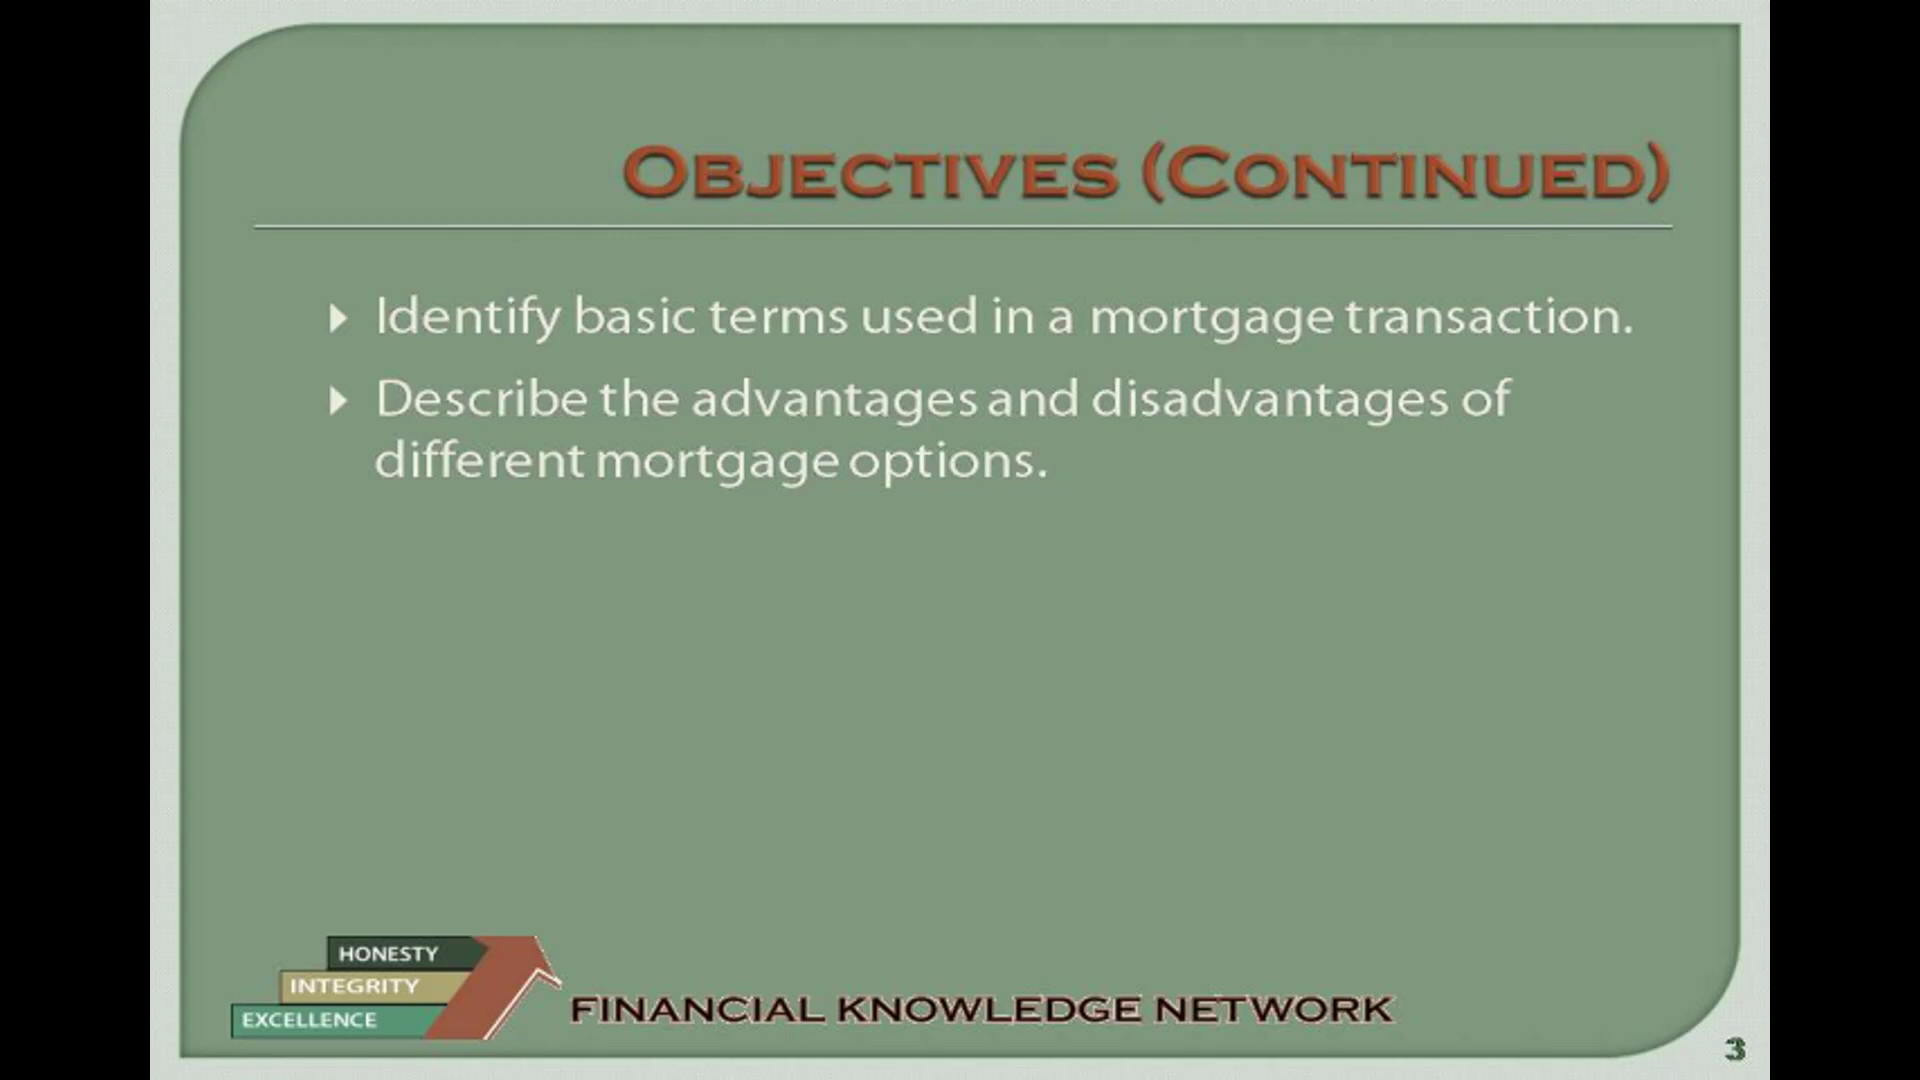 OBJECTIVES (CONTINUED)
Identify basic terms used in a mortgage transaction.
Describe the advantages and disadvantages of
different mortgage options.
HONESTY
INTEGRITY
EXCELLENCE
FINANCIAL KNOWLEDGE NETWORK
3